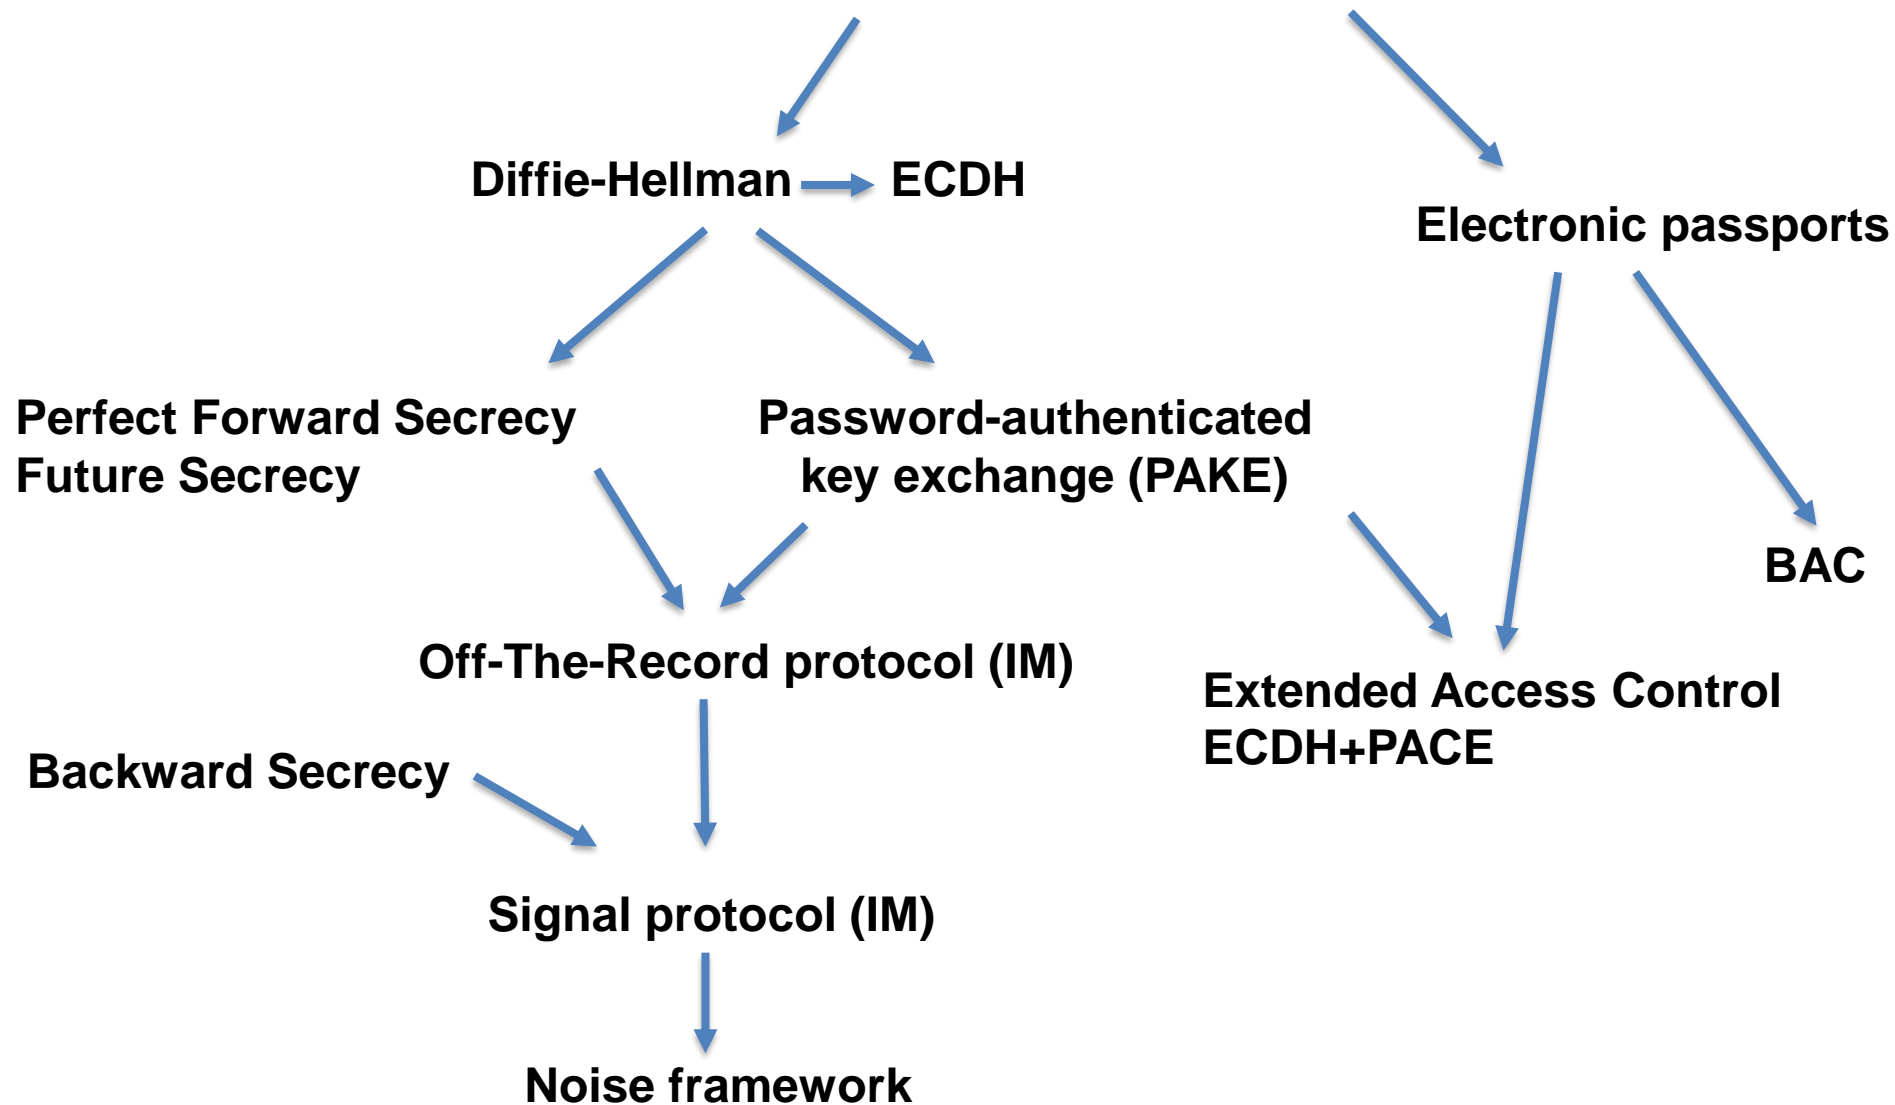 Diffie-Hellman
ECDH
Electronic passports
Perfect Forward Secrecy
Future Secrecy
Password-authenticated
key exchange (PAKE)
BAC
Off-The-Record protocol (IM)
Extended Access Control
ECDH+PACE
Backward Secrecy
Signal protocol (IM)
Noise framework